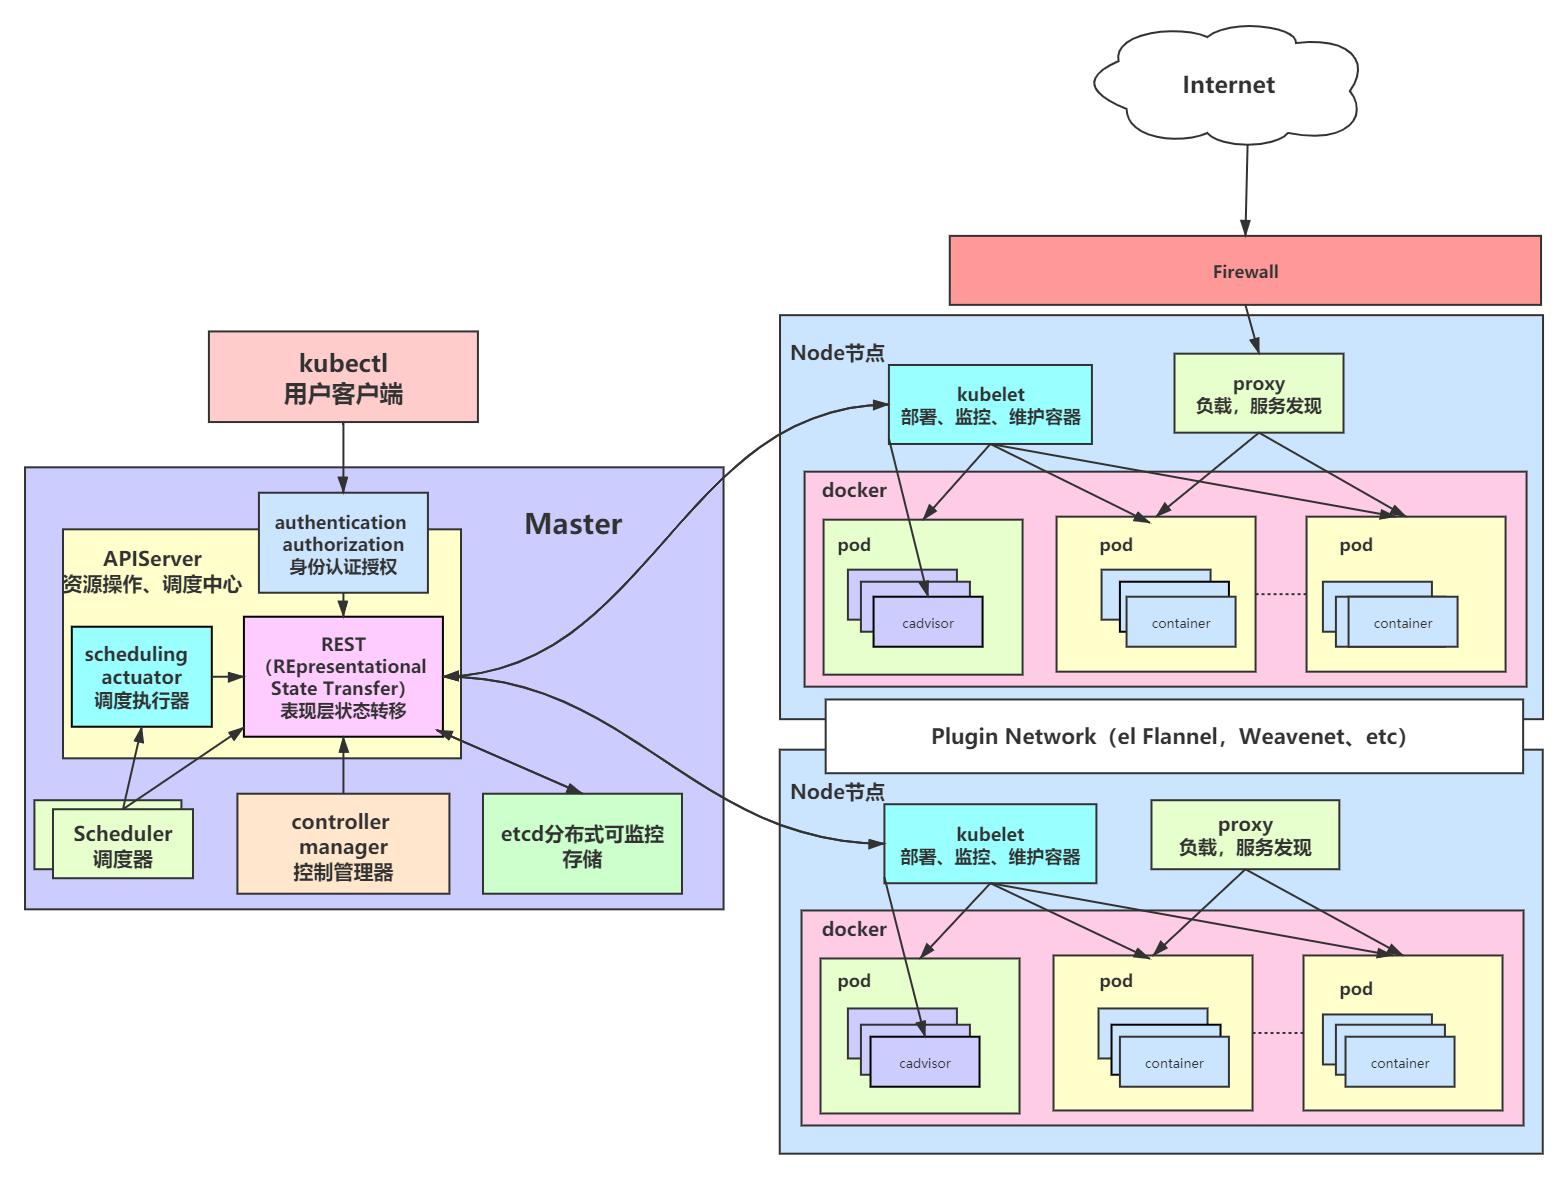 Internet
Firewall
kubectl
用户客户端
Master
authentication
authorization
身份认证授权
APIServer
资源操作、调度中心
REST
（REpresentational
State Transfer）
表现层状态转移
scheduling
actuator
调度执行器
Scheduler
调度器
controller
manager
控制管理器
etcd分布式可监控
存储
Node节点
kubelet
部署、监控、维护容器
proxy
负载，服务发现
docker
pod
cadvisor
pod
container
pod
container
Plugin Network（el Flannel，Weavenet、etc）
Node节点
kubelet
部署、监控、维护容器
proxy
负载，服务发现
docker
pod
cadvisor
pod
container
pod
container